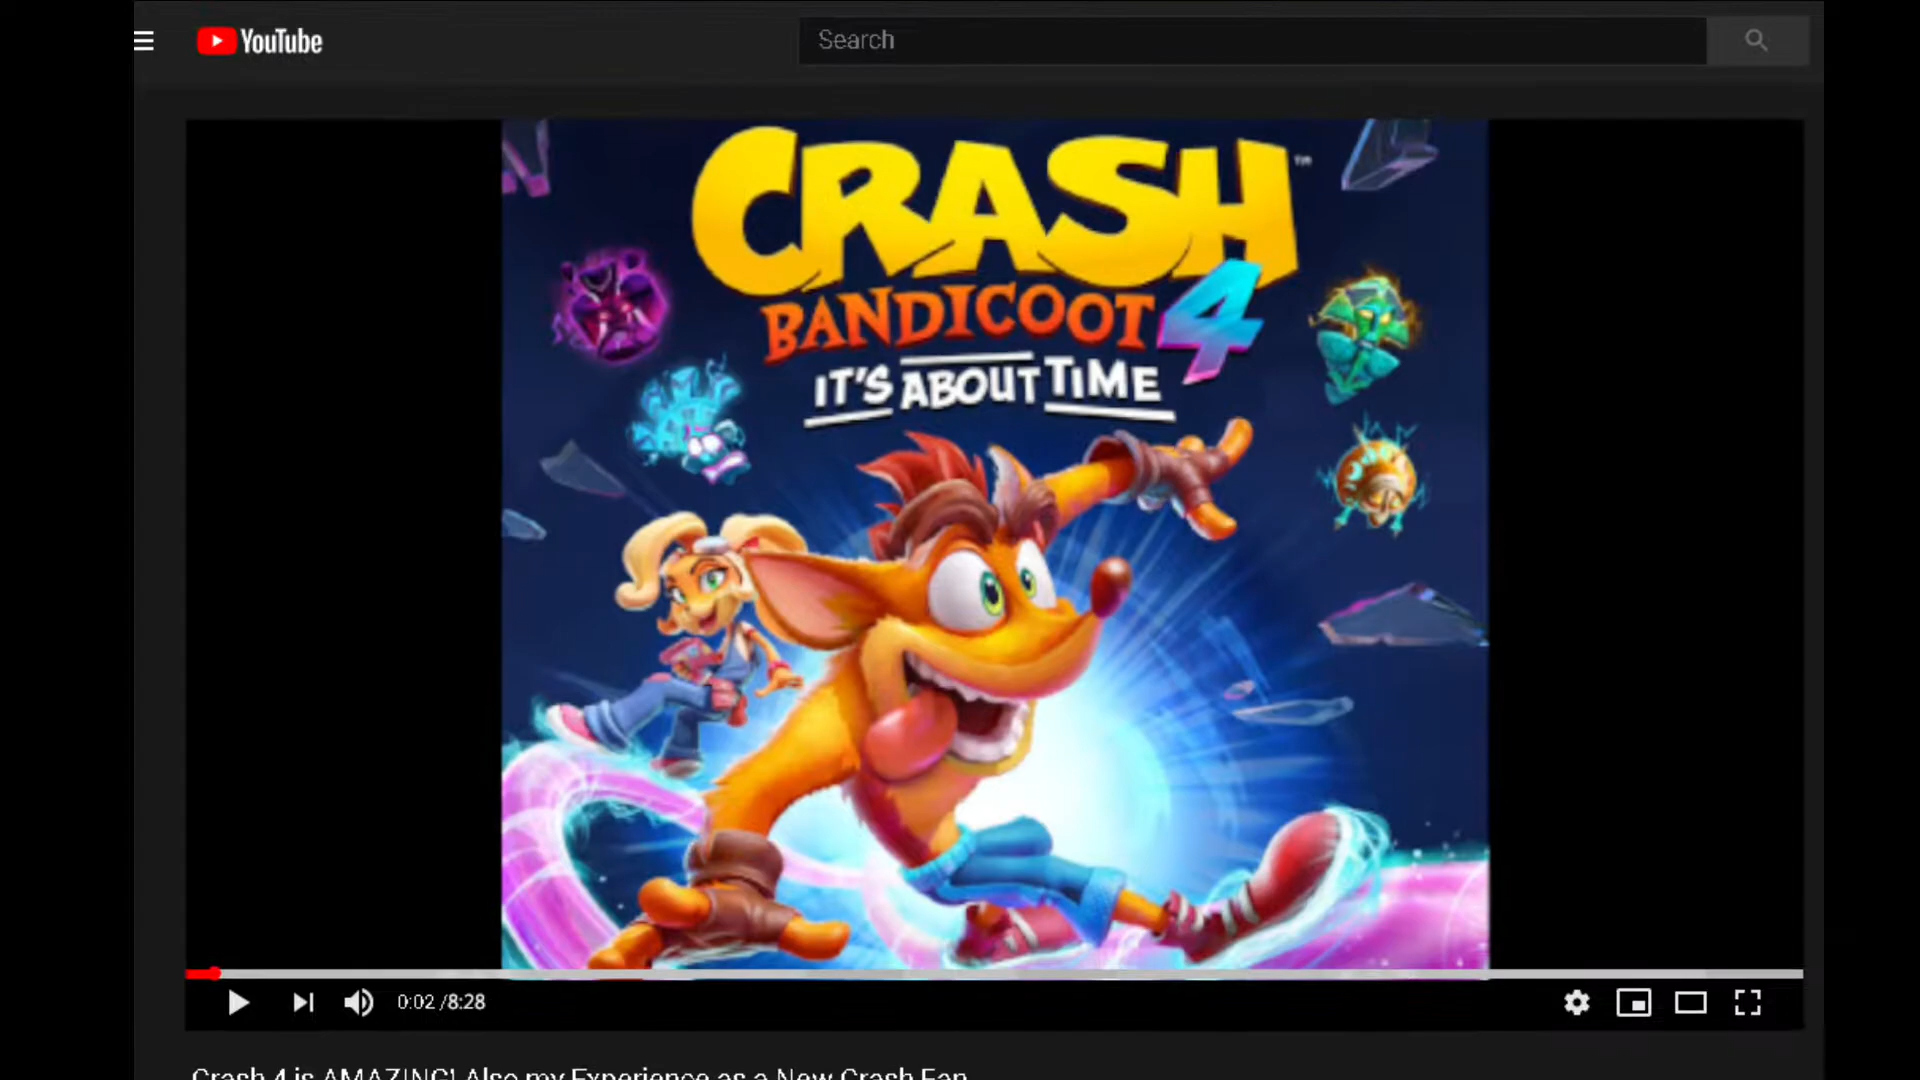 YouTube
Search
CRASH™
BANDICOOT 4
IT'S ABOUT TIME
0:02 /8:28
Crash 4 is AMAZING! Also my Experience as a New Crash Fan